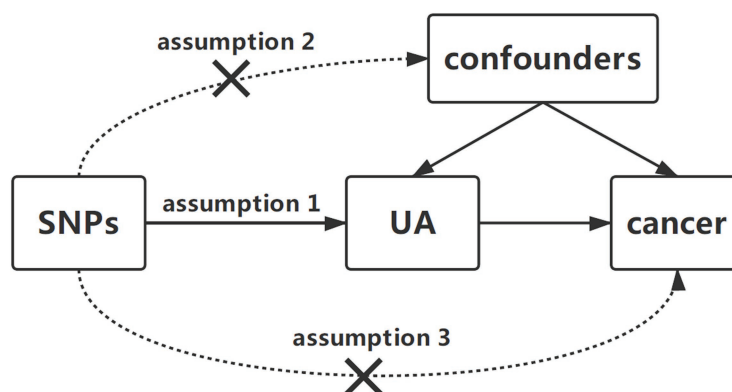 assumption 2
confounders
SNPs
assumption 1
UA
cancer
assumption 3